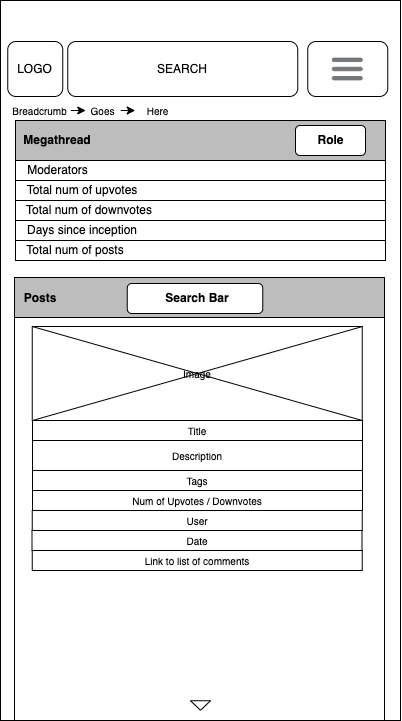 LOGO SEARCH
Breadcrumb Goes Here
Megathread Role
Moderators
Total num of upvotes
Total num of downvotes
Days since inception
Total num of posts
Posts Search Bar
Image
Title
Description
Tags
Num of Upvotes / Downvotes
User
Date
Link to list of comments